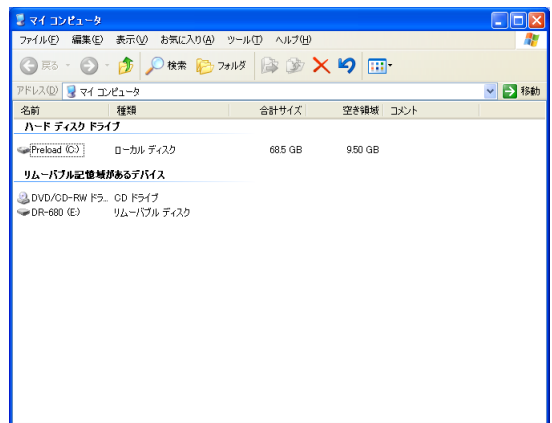 マイ コンピュータ
ファイル(F) 編集(E) 表示(V) お気に入り(A) ツール(T) ヘルプ(H)
戻る 検索 フォルダ
アドレス(D) マイ コンピュータ 移動
名前 種類 合計サイズ 空き領域 コメント
ハード ディスク ドライブ
Preload (C:) ローカル ディスク 68.5 GB 9.50 GB
リムーバブル記憶域があるデバイス
DVD/CD-RW ドラ... CD ドライブ
DR-680 (E:) リムーバブル ディスク